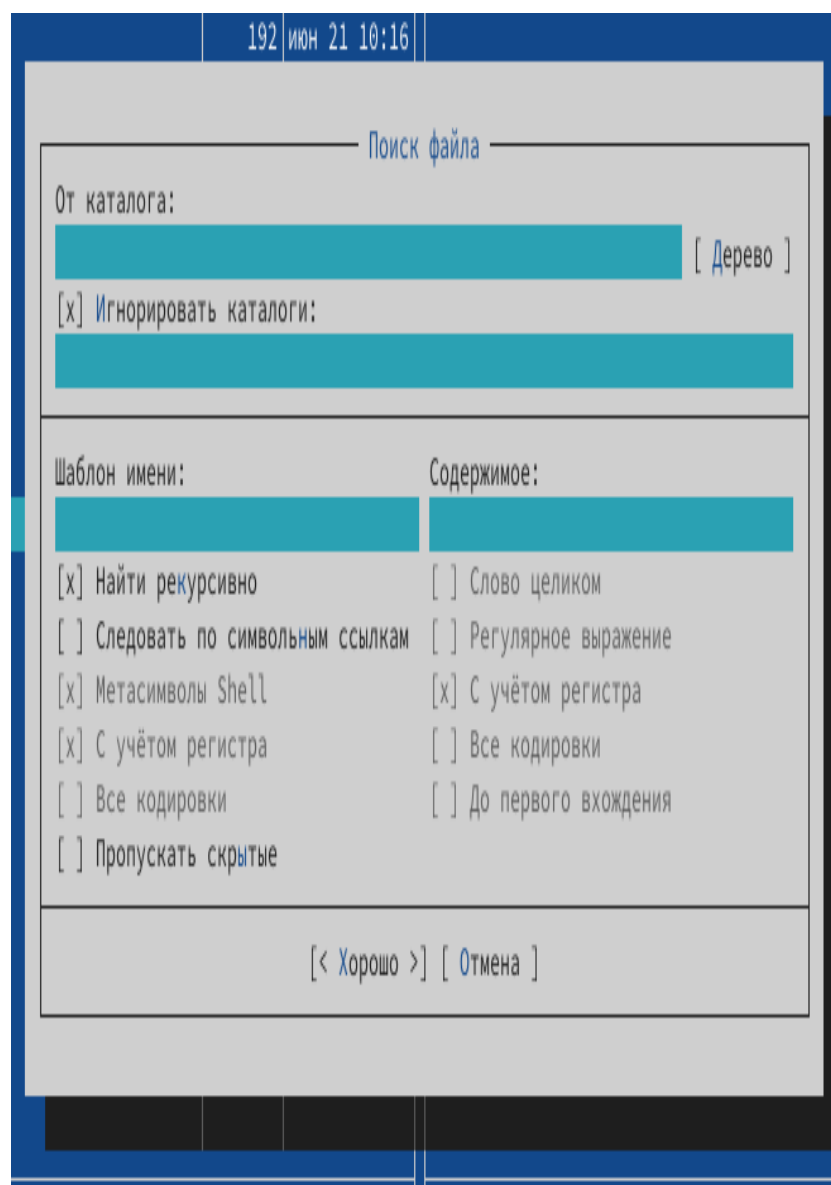 192 июн 21 10:16
Поиск файла
От каталога:
[ Дерево ]
[x] Игнорировать каталоги:
Шаблон имени: Содержимое:
[x] Найти рекурсивно [ ] Слово целиком
[ ] Следовать по символьным ссылкам [ ] Регулярное выражение
[x] Метасимволы Shell [x] С учётом регистра
[x] С учётом регистра [ ] Все кодировки
[ ] Все кодировки [ ] До первого вхождения
[ ] Пропускать скрытые
[< Хорошо >] [ Отмена ]